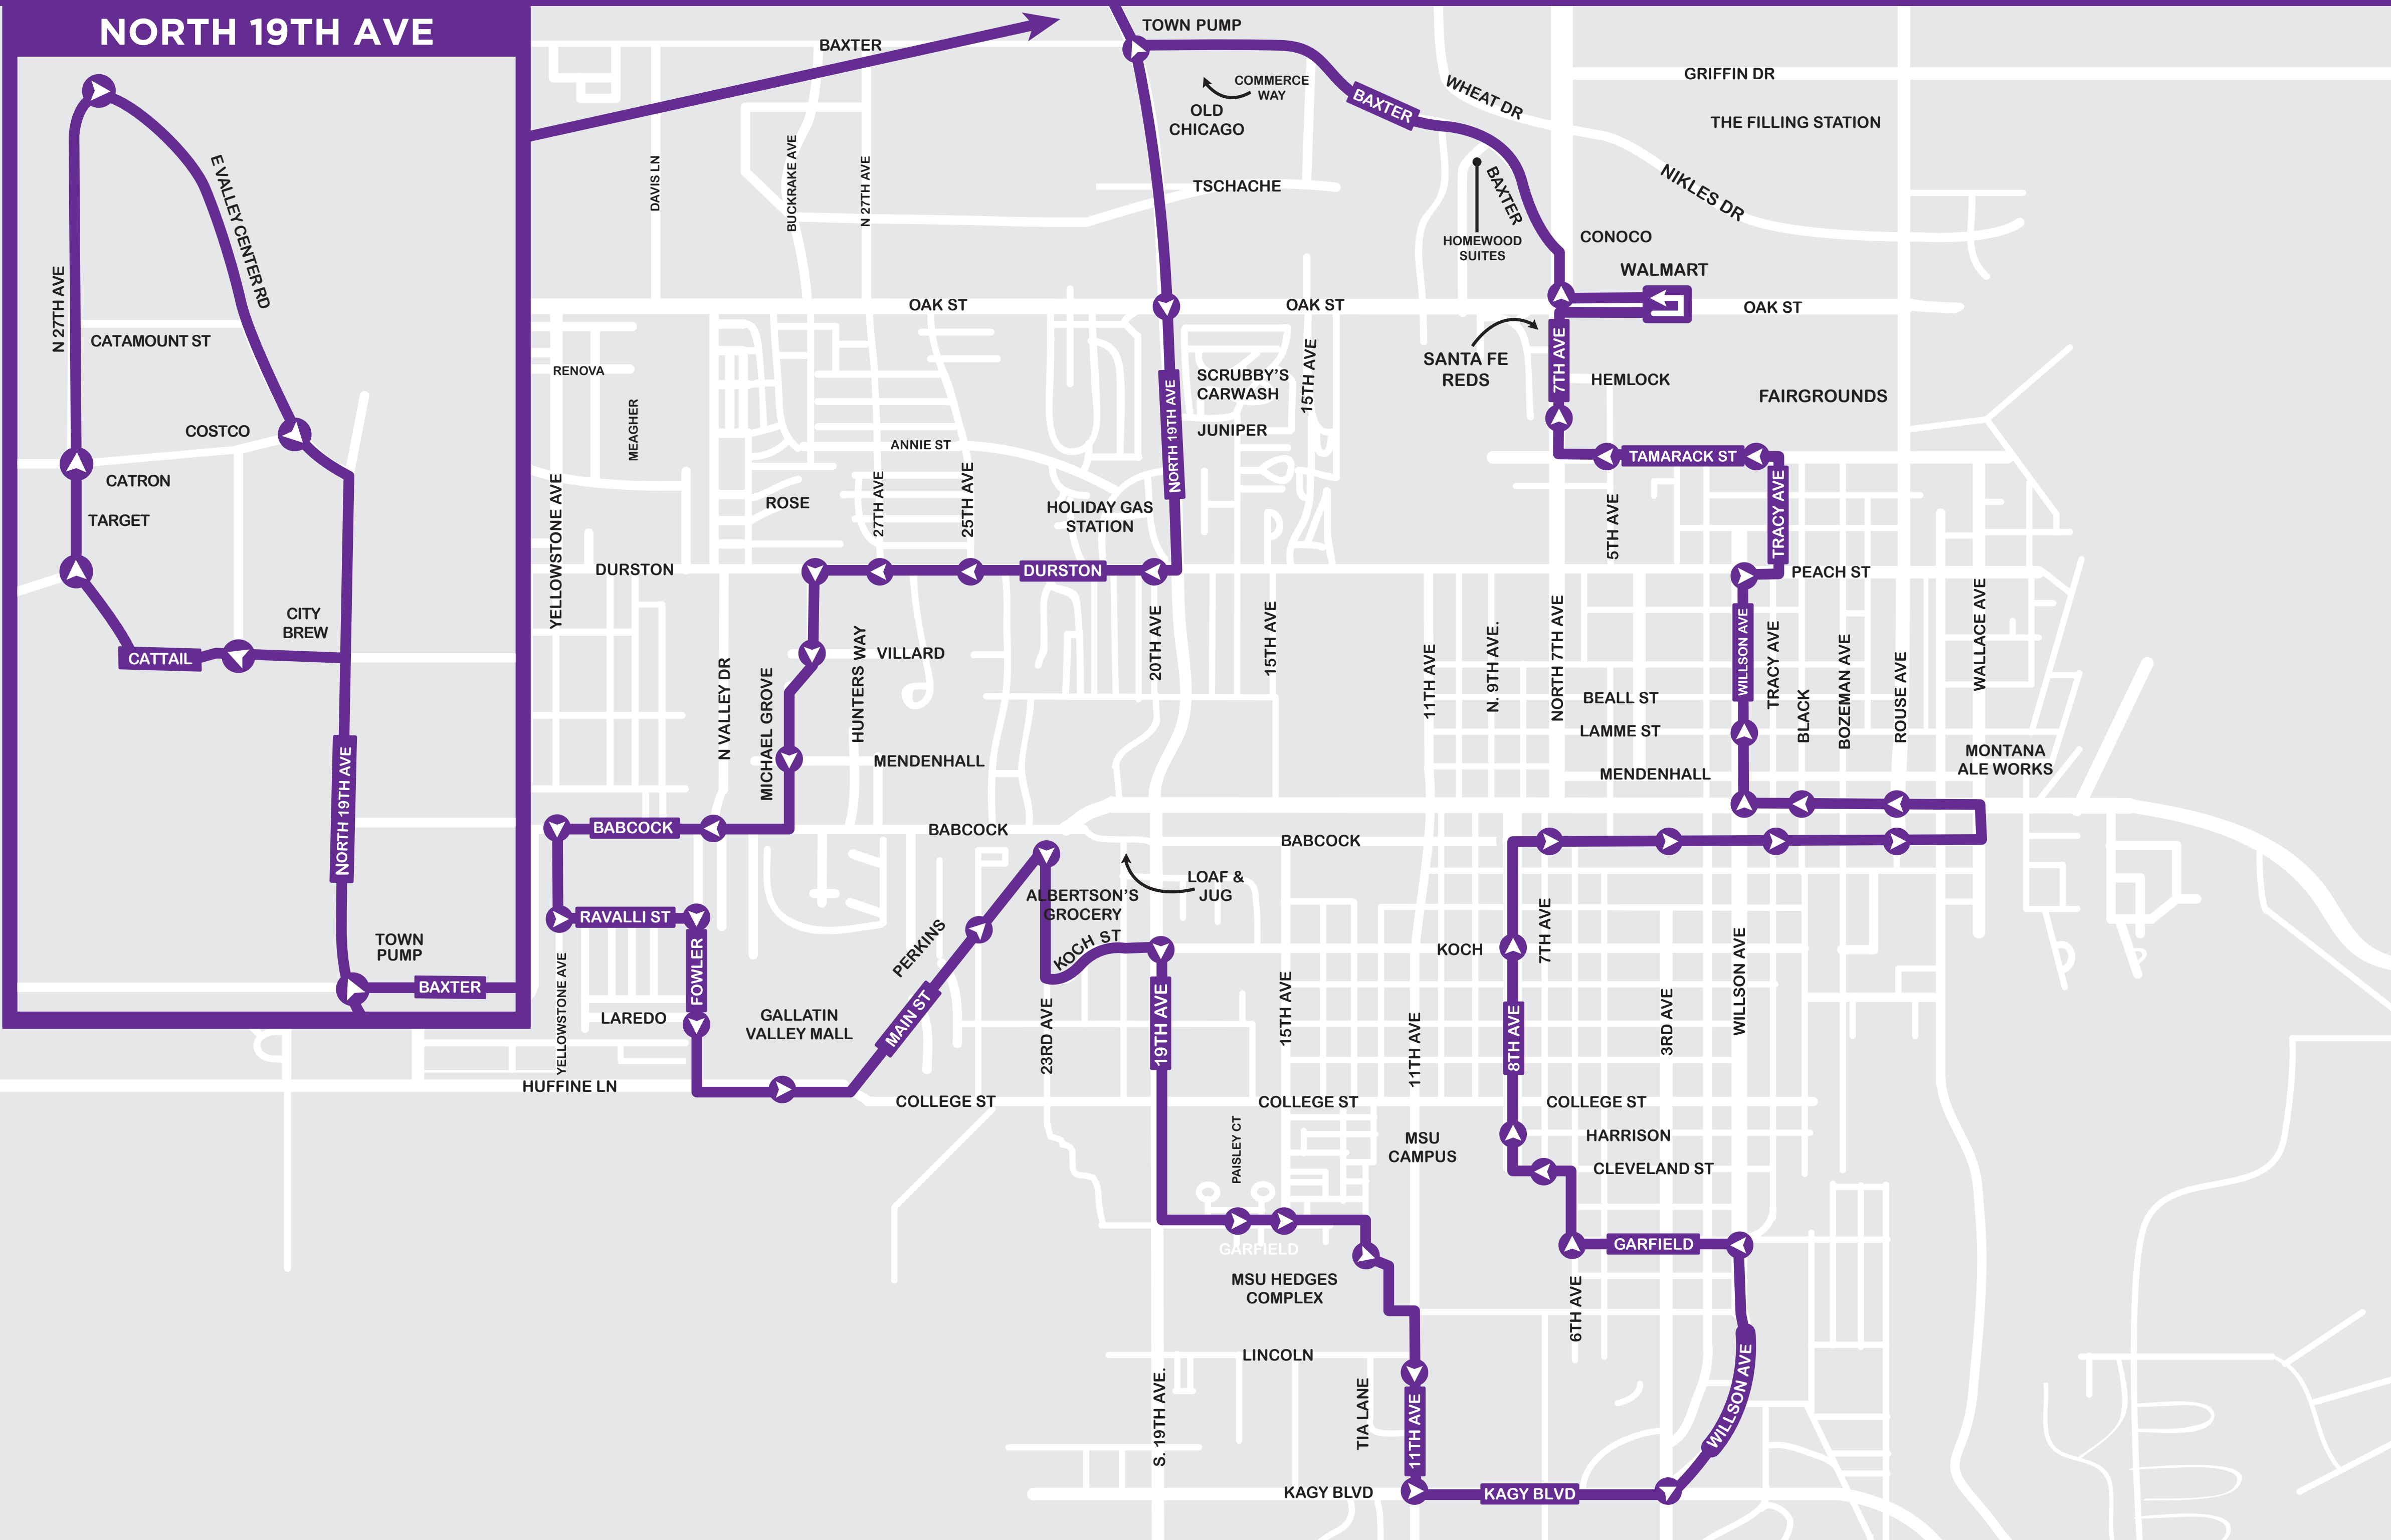 NORTH 19TH AVE
E VALLEY CENTER RD
N 27TH AVE
CATAMOUNT ST
COSTCO
CATRON
TARGET
CITY
BREW
CATTAIL
NORTH 19TH AVE
TOWN
PUMP
BAXTER
BAXTER
TOWN PUMP
COMMERCE
WAY
OLD
CHICAGO
BAXTER
WHEAT DR
GRIFFIN DR
THE FILLING STATION
DAVIS LN
BUCKRAKE AVE
N 27TH AVE
TSCHACHE
BAXTER
NIKLES DR
HOMEWOOD
SUITES
CONOCO
WALMART
OAK ST
OAK ST
OAK ST
RENOVA
MEAGHER
SCRUBBY'S
CARWASH
NORTH 19TH AVE
JUNIPER
15TH AVE
SANTA FE
REDS
7TH AVE
HEMLOCK
FAIRGROUNDS
ANNIE ST
TAMARACK ST
TRACY AVE
YELLOWSTONE AVE
ROSE
27TH AVE
25TH AVE
HOLIDAY GAS
STATION
5TH AVE
DURSTON
DURSTON
PEACH ST
N VALLEY DR
MICHAEL GROVE
HUNTERS WAY
VILLARD
20TH AVE
15TH AVE
11TH AVE
N. 9TH AVE.
NORTH 7TH AVE
WILLSON AVE
TRACY AVE
BLACK
BOZEMAN AVE
ROUSE AVE
WALLACE AVE
BEALL ST
LAMME ST
MENDENHALL
MENDENHALL
MONTANA
ALE WORKS
BABCOCK
BABCOCK
BABCOCK
LOAF &
JUG
ALBERTSON'S
GROCERY
RAVALLI ST
FOWLER
PERKINS
KOCH ST
KOCH
7TH AVE
YELLOWSTONE AVE
LAREDO
GALLATIN
VALLEY MALL
MAIN ST
23RD AVE
19TH AVE
15TH AVE
11TH AVE
8TH AVE
3RD AVE
WILLSON AVE
HUFFINE LN
COLLEGE ST
COLLEGE ST
COLLEGE ST
PAISLEY CT
MSU
CAMPUS
HARRISON
CLEVELAND ST
GARFIELD
GARFIELD
MSU HEDGES
COMPLEX
6TH AVE
LINCOLN
S. 19TH AVE.
TIA LANE
11TH AVE
WILLSON AVE
KAGY BLVD
KAGY BLVD